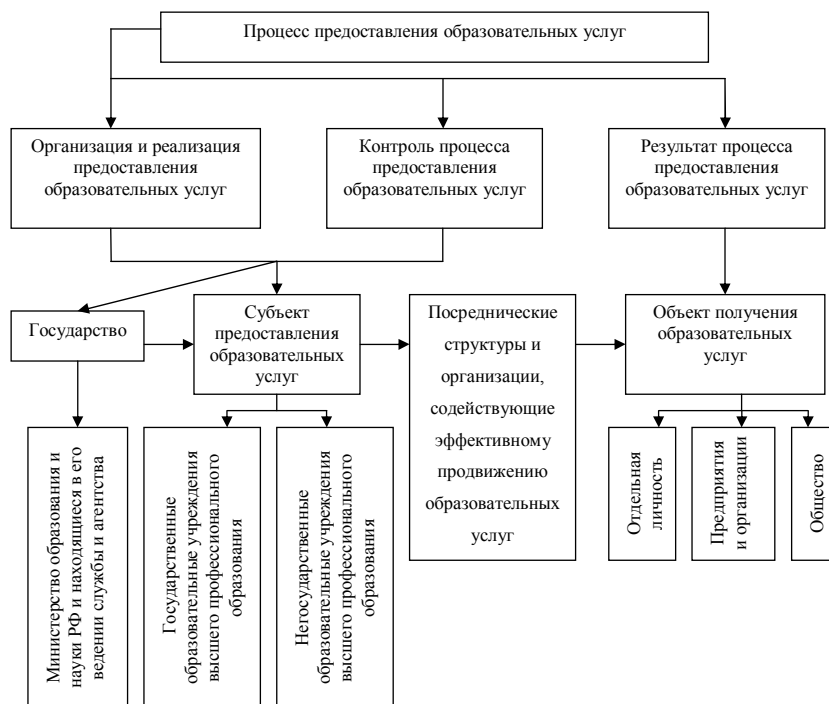 Процесс предоставления образовательных услуг
Организация и реализация
предоставления
образовательных услуг
Контроль процесса
предоставления
образовательных услуг
Результат процесса
предоставления
образовательных услуг
Государство
Субъект
предоставления
образовательных
услуг
Посреднические
структуры и
организации,
содействующие
эффективному
продвижению
образовательных
услуг
Объект получения
образовательных
услуг
Министерство образования и
науки РФ и находящиеся в его
ведении службы и агентства
Государственные
образовательные учреждения
высшего профессионального
образования
Негосударственные
образовательные учреждения
высшего профессионального
образования
Отдельная
личность
Предприятия
и организации
Общество